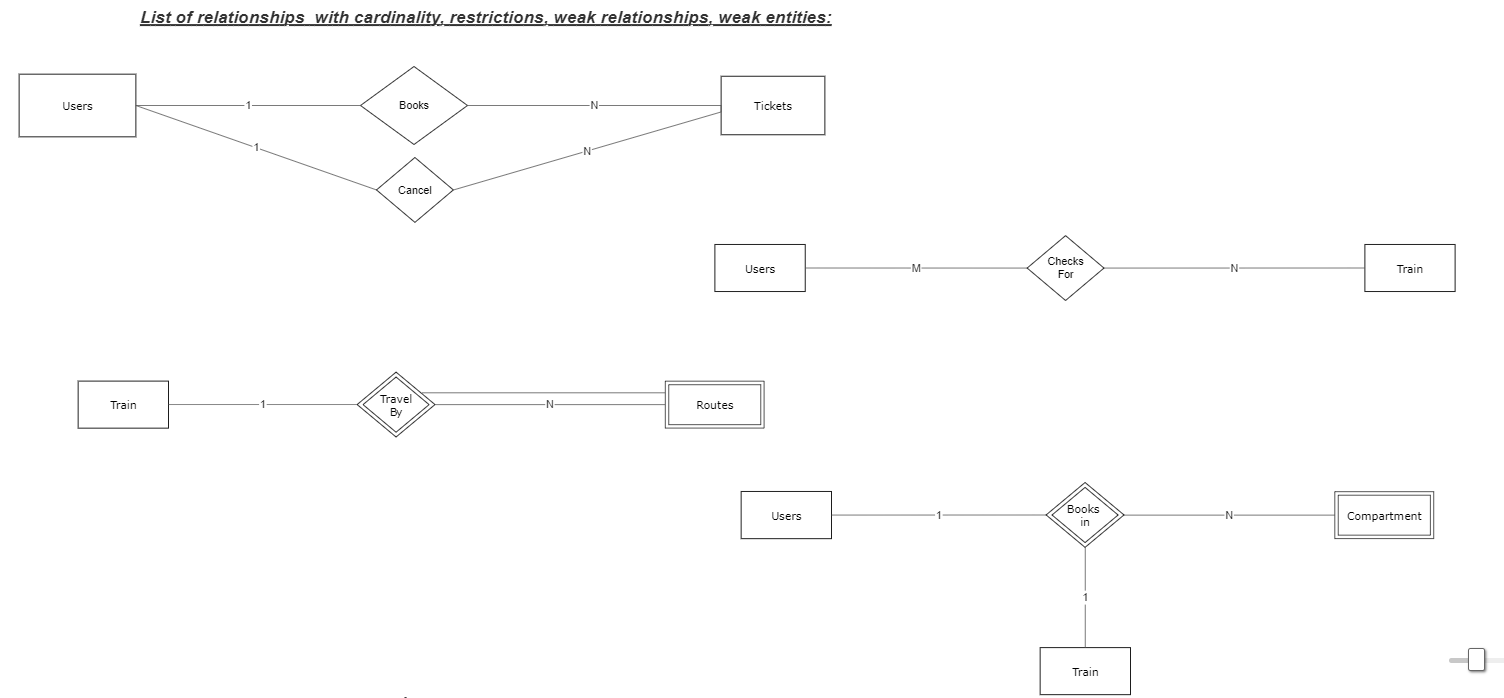 List of relationships with cardinality, restrictions, weak relationships, weak entities:
Users
1
Books
N
Tickets
1
Cancel
N
Users
M
Checks
For
N
Train
Train
1
Travel
By
N
Routes
Users
1
Books
in
N
Compartment
1
Train